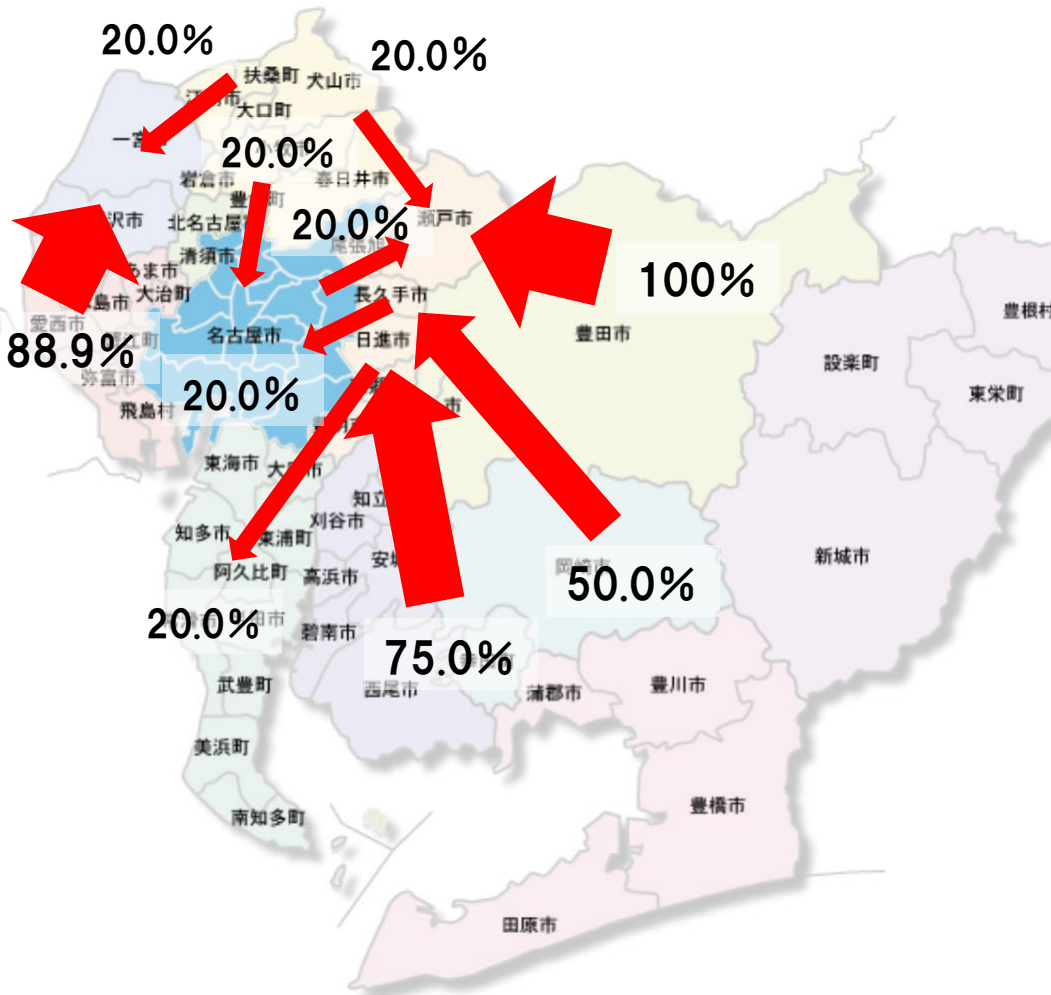 20.0%
20.0%
扶桑町
犬山市
大口町
20.0%
岩倉市
春日井市
瀬戸市
北名古屋
20.0%
清須市
100%
大治町
長久手市
豊根村
愛西市
名古屋市
日進市
豊田市
88.9%
設楽町
弥富市
20.0%
東栄町
飛島村
東海市
知立
刈谷市
知多市
東浦町
安城
岡崎市
新城市
阿久比町
高浜市
50.0%
20.0%
碧南市
75.0%
武豊町
西尾市
蒲郡市
豊川市
美浜町
豊橋市
南知多町
田原市